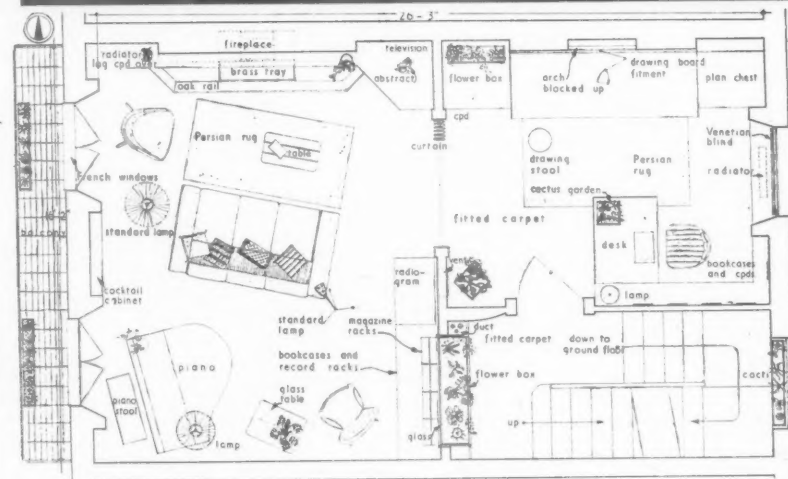 26'-3"
fireplace
radiator
log cpd over
brass tray
oak rail
television
abstract
flower box
cpd
arch
blocked up
drawing board
fitment
plan chest
Persian rug
table
curtain
drawing
stool
Persian
rug
Venetian
blind
radiator
French windows
balcony
standard lamp
cactus garden
fitted carpet
desk
bookcases
and cpds
cocktail
cabinet
radio-
gram
vent
lamp
standard
lamp
magazine
racks
duct
fitted carpet
down to
ground floor
bookcases and
record racks
piano
piano
stool
glass
table
lamp
flower box
glass
up
cacti